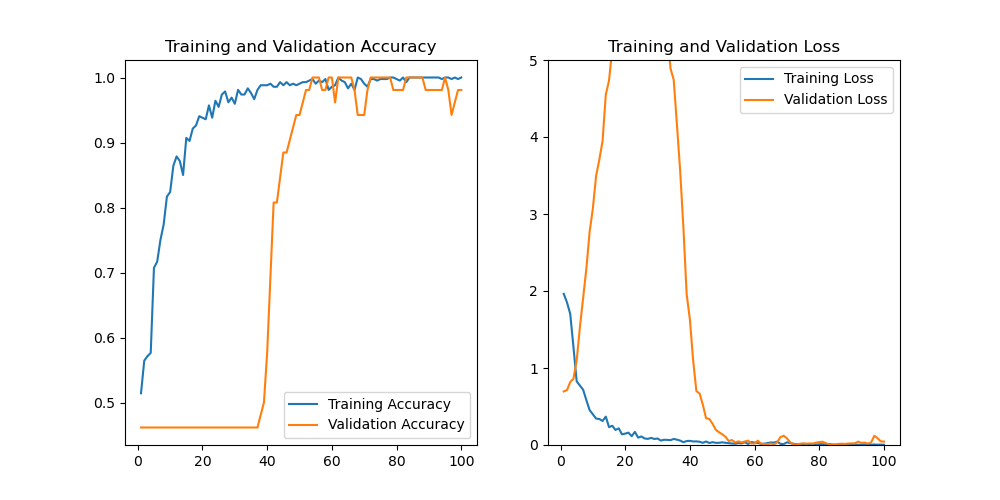 Training and Validation Accuracy
1.0
0.9
0.8
0.7
0.6
0.5
0 20 40 60 80 100
Training Accuracy
Validation Accuracy
Training and Validation Loss
5
4
3
2
1
0
0 20 40 60 80 100
Training Loss
Validation Loss